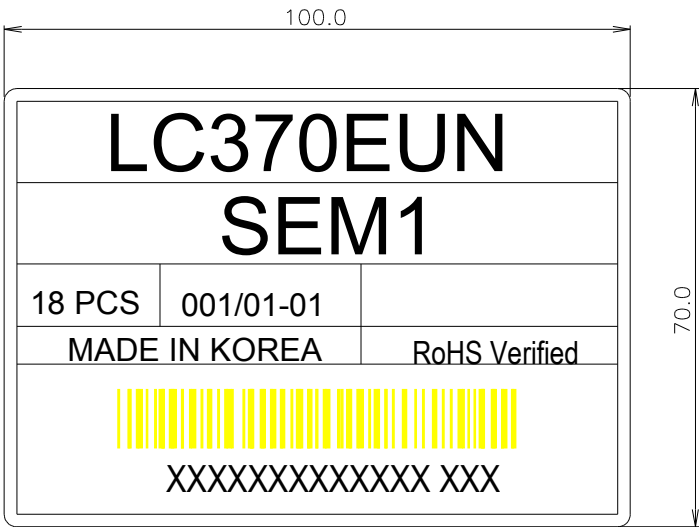 100.0
LC370EUN
SEM1
18 PCS 001/01-01
MADE IN KOREA RoHS Verified
XXXXXXXXXXXXX XXX
70.0